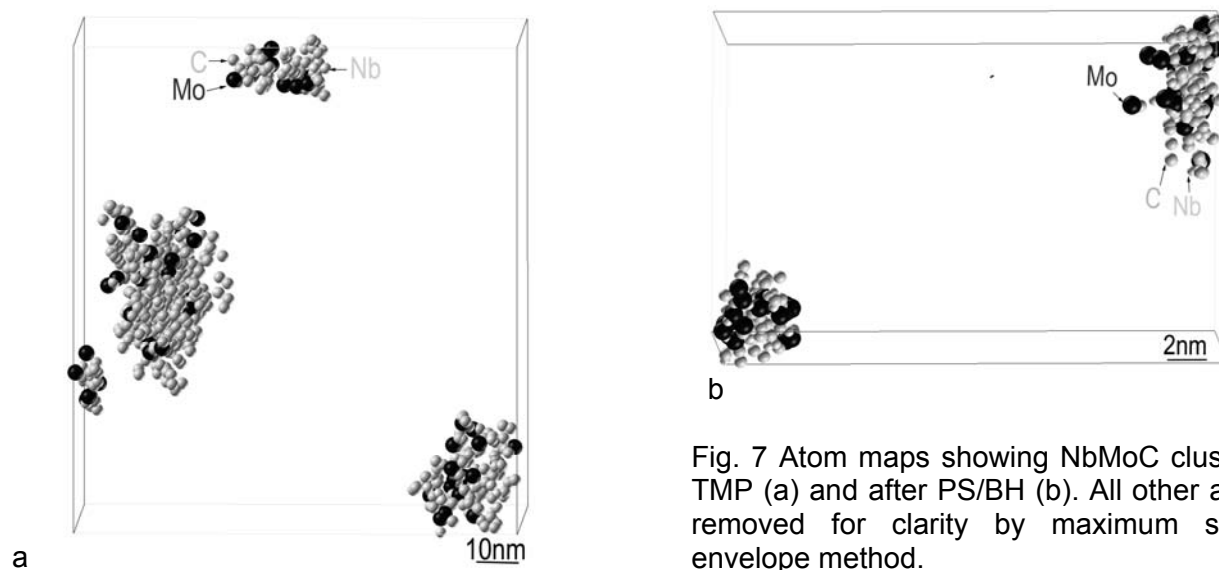 C
Nb
Mo
10nm
a
Mo
C
Nb
2nm
b
Fig. 7 Atom maps showing NbMoC clus
TMP (a) and after PS/BH (b). All other a
removed for clarity by maximum s
envelope method.